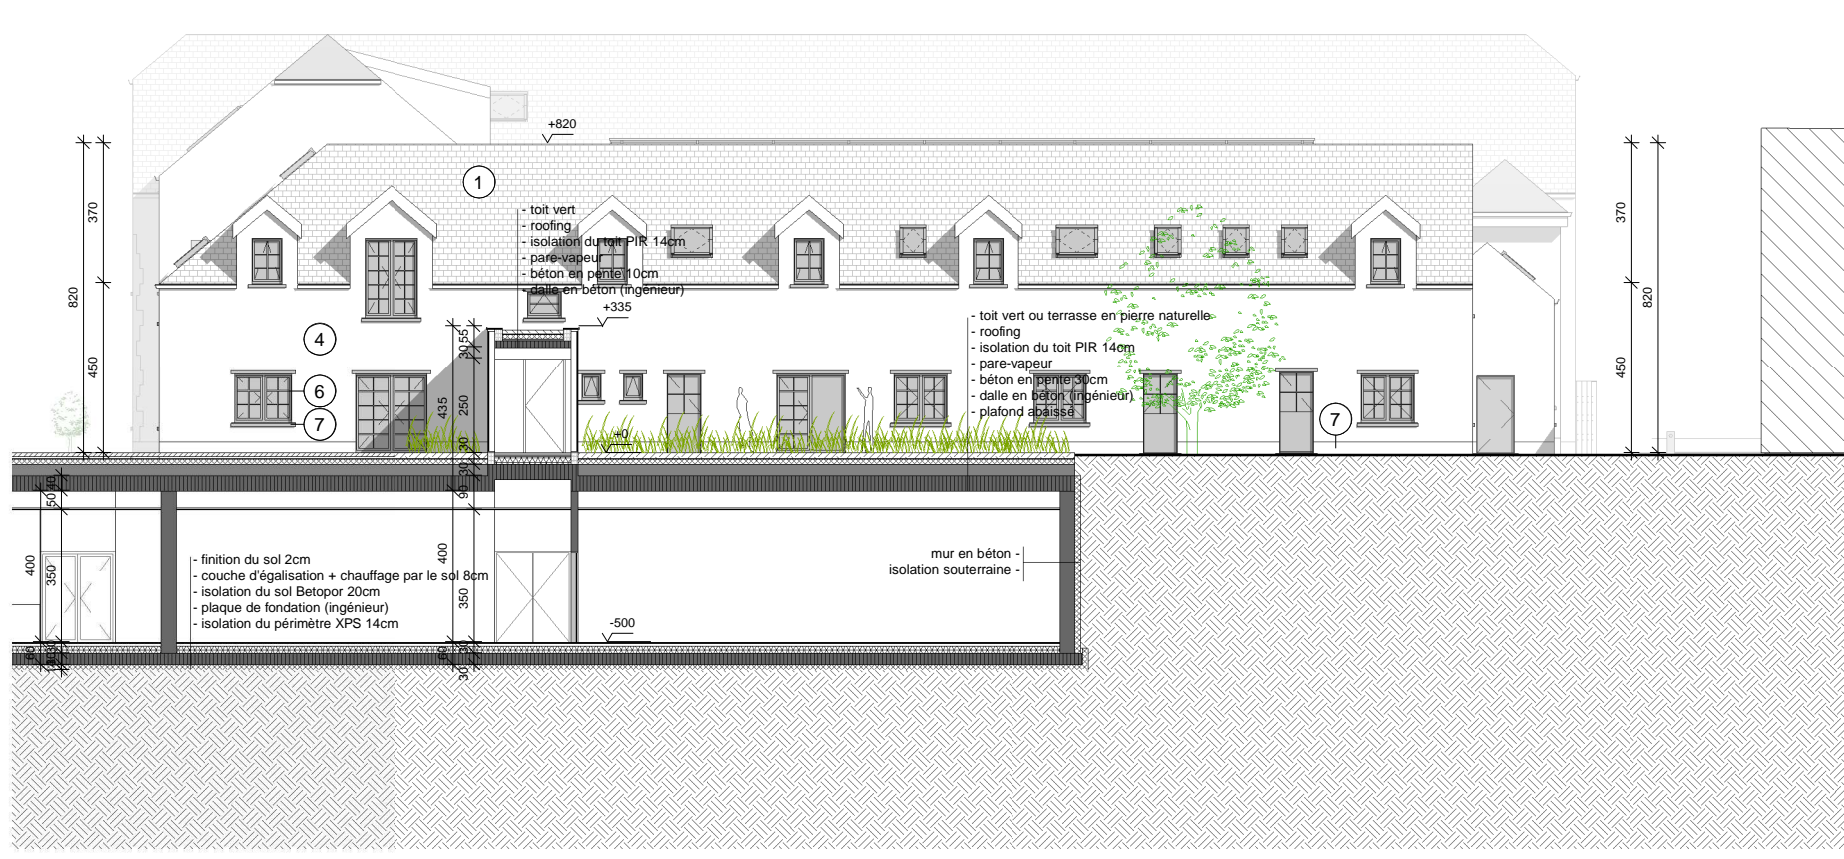 +820
1
- toit vert
- roofing
- isolation du toit PIR 14cm
- pare-vapeur
- béton en pente 10cm
- dalle en béton (ingénieur)
+335
370
820
450
4
6
7
- toit vert ou terrasse en pierre naturelle
- roofing
- isolation du toit PIR 14cm
- pare-vapeur
- béton en pente 30cm
- dalle en béton (ingénieur)
- plafond abaissé
7
370
820
450
55
30
435
250
30
+0
30
90
40
50
400
350
- finition du sol 2cm
- couche d'égalisation + chauffage par le sol 8cm
- isolation du sol Betopor 20cm
- plaque de fondation (ingénieur)
- isolation du périmètre XPS 14cm
400
350
mur en béton -
isolation souterraine -
-500
60
30
60
30
30